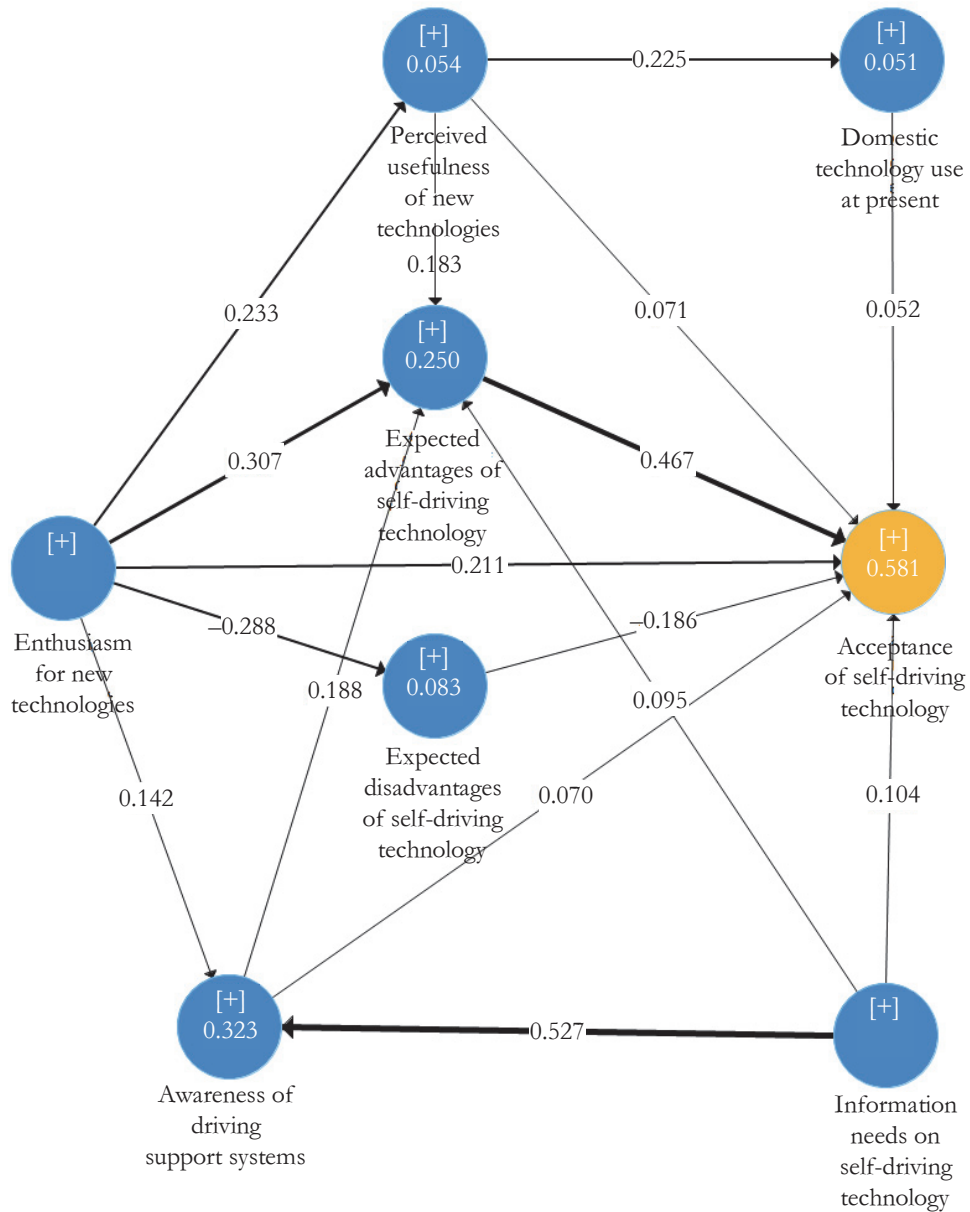 [+]
0.054
0.225
[+]
0.051
Perceived
usefulness
of new
technologies
Domestic
technology use
at present
0.183
0.233
0.071
0.052
[+]
0.250
Expected
advantages of
self-driving
technology
0.307
0.467
[+]
0.211
[+]
0.581
Enthusiasm
for new
technologies
–0.288
–0.186
Acceptance
of self-driving
technology
[+]
0.083
0.188
0.095
Expected
disadvantages
of self-driving
technology
0.142
0.070
0.104
[+]
0.323
0.527
[+]
Awareness of
driving
support systems
Information
needs on
self-driving
technology